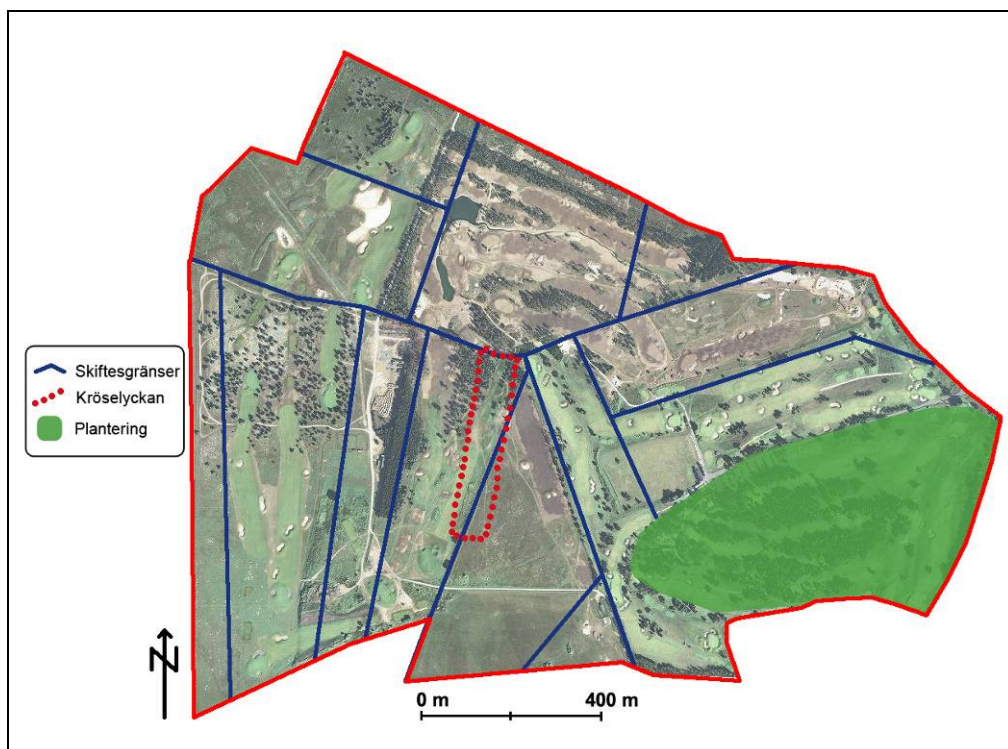 Skiftesgränser
Kröselyckan
Plantering
N
0 m 400 m